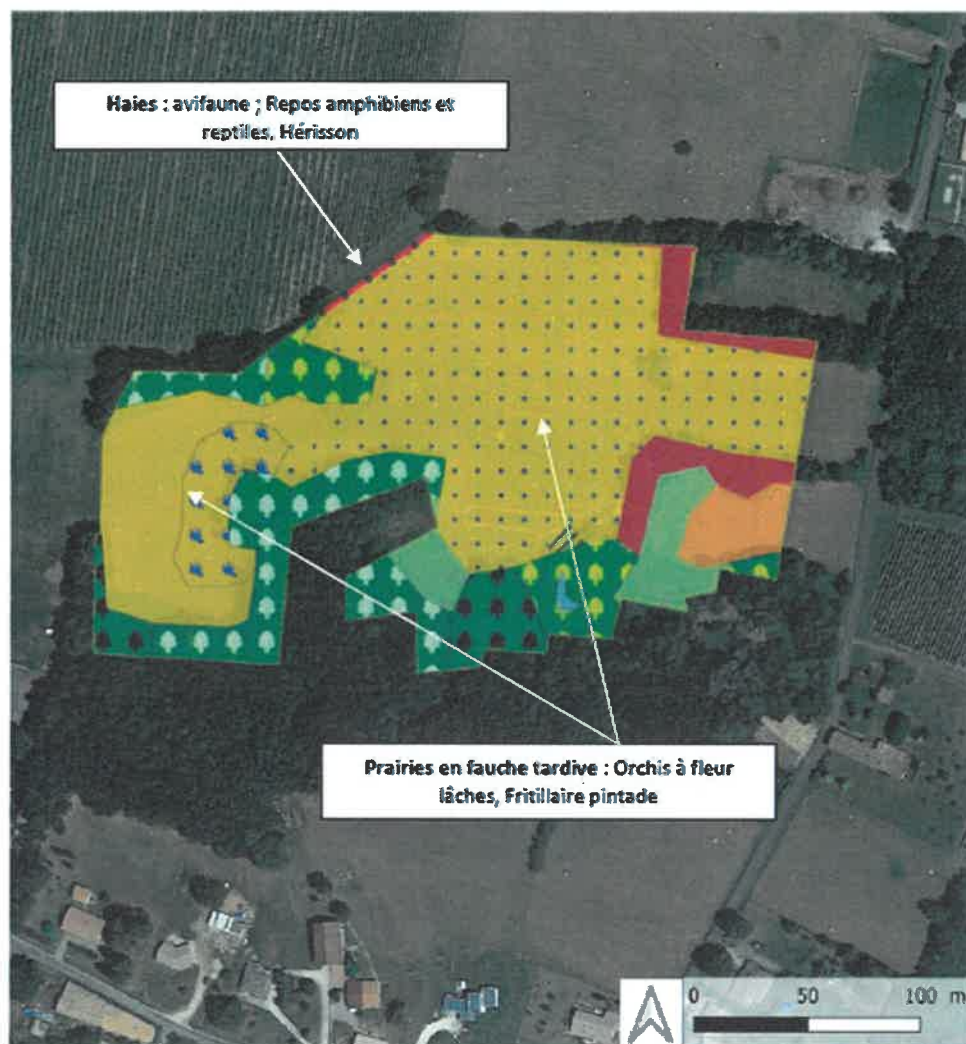 Haies : avifaune ; Repos amphibiens et
reptiles, Hérisson
Prairies en fauche tardive : Orchis à fleur
lâches, Fritillaire pintade
0 50 100 m